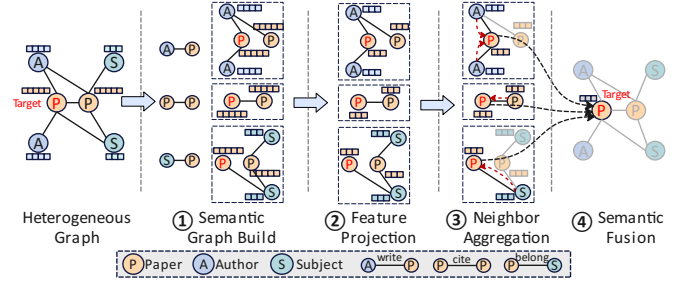 A
S
Target
P
P
A
S
A P
P P
S P
A
P
P
A
P P
S
P
P
S
A
P
P
A
P P
S
P
P
S
A
P
P
A
P P
S
P
P
S
A
S
Target
P
P
A
S
Heterogeneous
Graph
① Semantic
Graph Build
② Feature
Projection
③ Neighbor
Aggregation
④ Semantic
Fusion
P Paper A Author S Subject A write P P cite P P belong S